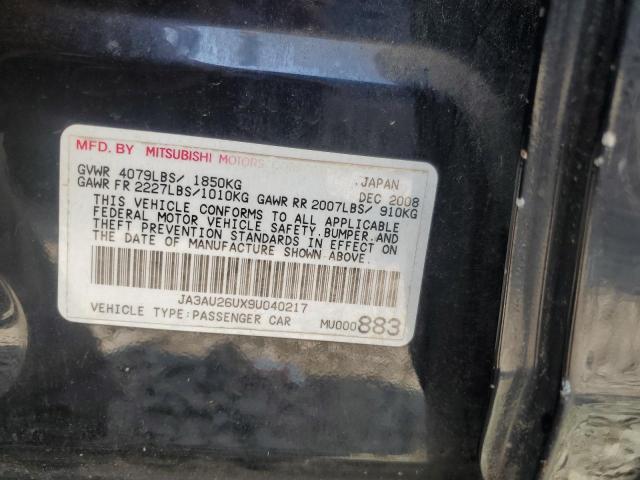 MFD. BY MITSUBISHI MOTORS CORP.
JAPAN
GVWR 4079LBS/ 1850KG DEC 2008
GAWR FR 2227LBS/1010KG GAWR RR 2007LBS/ 910KG
THIS VEHICLE CONFORMS TO ALL APPLICABLE
FEDERAL MOTOR VEHICLE SAFETY, BUMPER, AND
THEFT PREVENTION STANDARDS IN EFFECT ON
THE DATE OF MANUFACTURE SHOWN ABOVE.
JA3AU26UX9U040217
VEHICLE TYPE:PASSENGER CAR MU000883